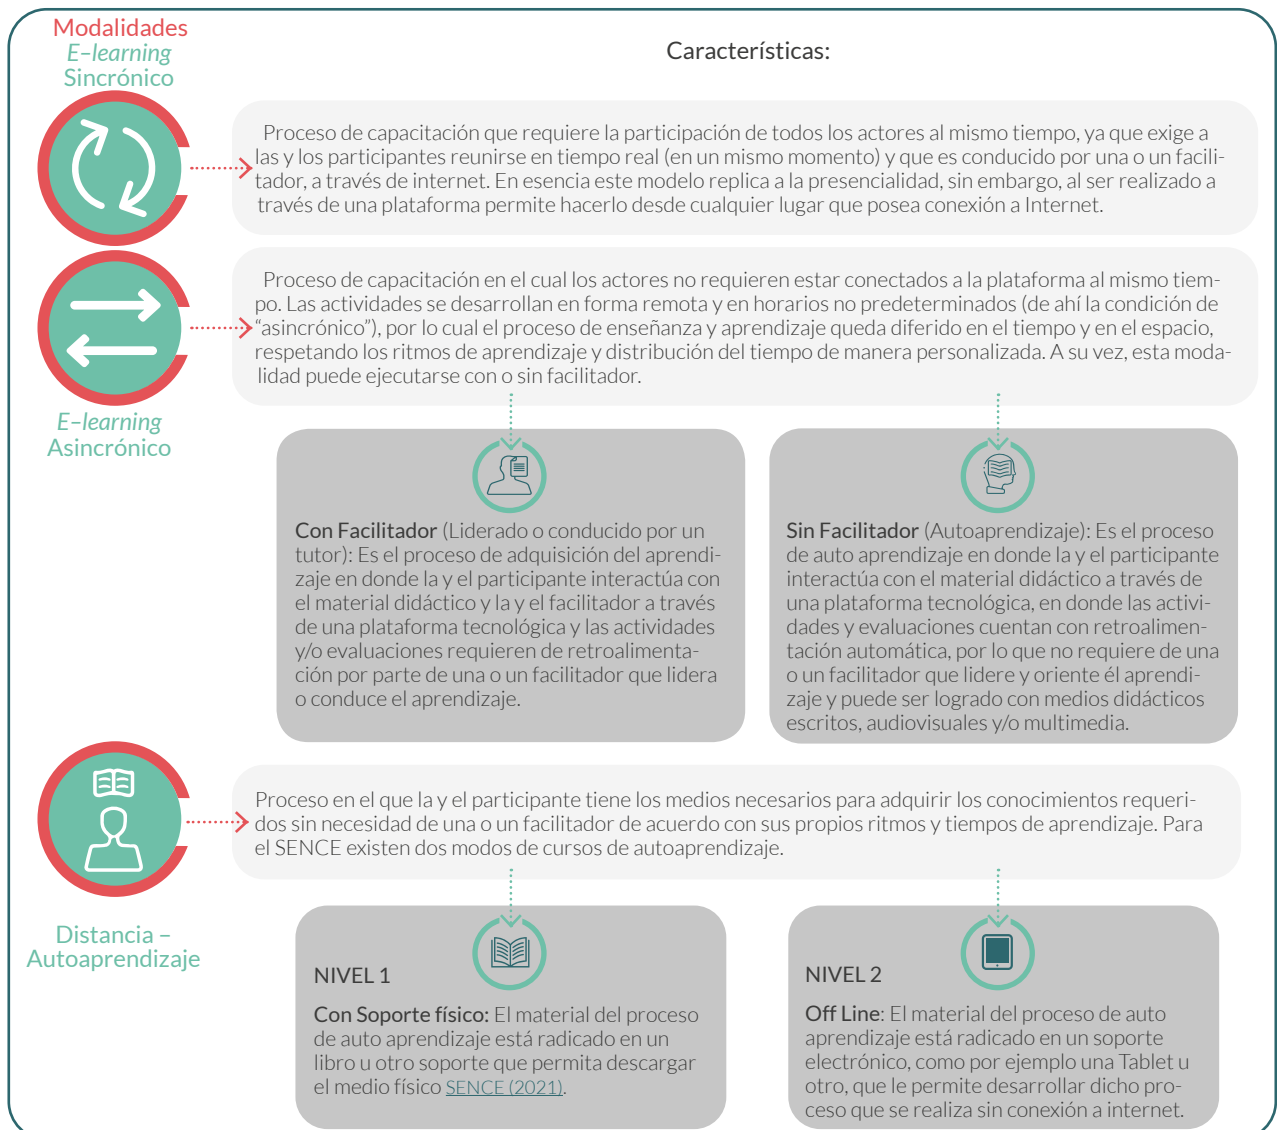 Modalidades
E–learning
Sincrónico
Características:
Proceso de capacitación que requiere la participación de todos los actores al mismo tiempo, ya que exige a
las y los participantes reunirse en tiempo real (en un mismo momento) y que es conducido por una o un facili-
tador, a través de internet. En esencia este modelo replica a la presencialidad, sin embargo, al ser realizado a
través de una plataforma permite hacerlo desde cualquier lugar que posea conexión a Internet.
Proceso de capacitación en el cual los actores no requieren estar conectados a la plataforma al mismo tiem-
po. Las actividades se desarrollan en forma remota y en horarios no predeterminados (de ahí la condición de
“asincrónico”), por lo cual el proceso de enseñanza y aprendizaje queda diferido en el tiempo y en el espacio,
respetando los ritmos de aprendizaje y distribución del tiempo de manera personalizada. A su vez, esta moda-
lidad puede ejecutarse con o sin facilitador.
E–learning
Asincrónico
Con Facilitador (Liderado o conducido por un
tutor): Es el proceso de adquisición del aprendi-
zaje en donde la y el participante interactúa con
el material didáctico y la y el facilitador a través
de una plataforma tecnológica y las actividades
y/o evaluaciones requieren de retroalimenta-
ción por parte de una o un facilitador que lidera
o conduce el aprendizaje.
Sin Facilitador (Autoaprendizaje): Es el proceso
de auto aprendizaje en donde la y el participante
interactúa con el material didáctico a través de
una plataforma tecnológica, en donde las activi-
dades y evaluaciones cuentan con retroalimen-
tación automática, por lo que no requiere de una
o un facilitador que lidere y oriente él aprendi-
zaje y puede ser logrado con medios didácticos
escritos, audiovisuales y/o multimedia.
Proceso en el que la y el participante tiene los medios necesarios para adquirir los conocimientos requeri-
dos sin necesidad de una o un facilitador de acuerdo con sus propios ritmos y tiempos de aprendizaje. Para
el SENCE existen dos modos de cursos de autoaprendizaje.
Distancia –
Autoaprendizaje
NIVEL 1
Con Soporte físico: El material del proceso
de auto aprendizaje está radicado en un
libro u otro soporte que permita descargar
el medio físico SENCE (2021).
NIVEL 2
Off Line: El material del proceso de auto
aprendizaje está radicado en un soporte
electrónico, como por ejemplo una Tablet u
otro, que le permite desarrollar dicho pro-
ceso que se realiza sin conexión a internet.